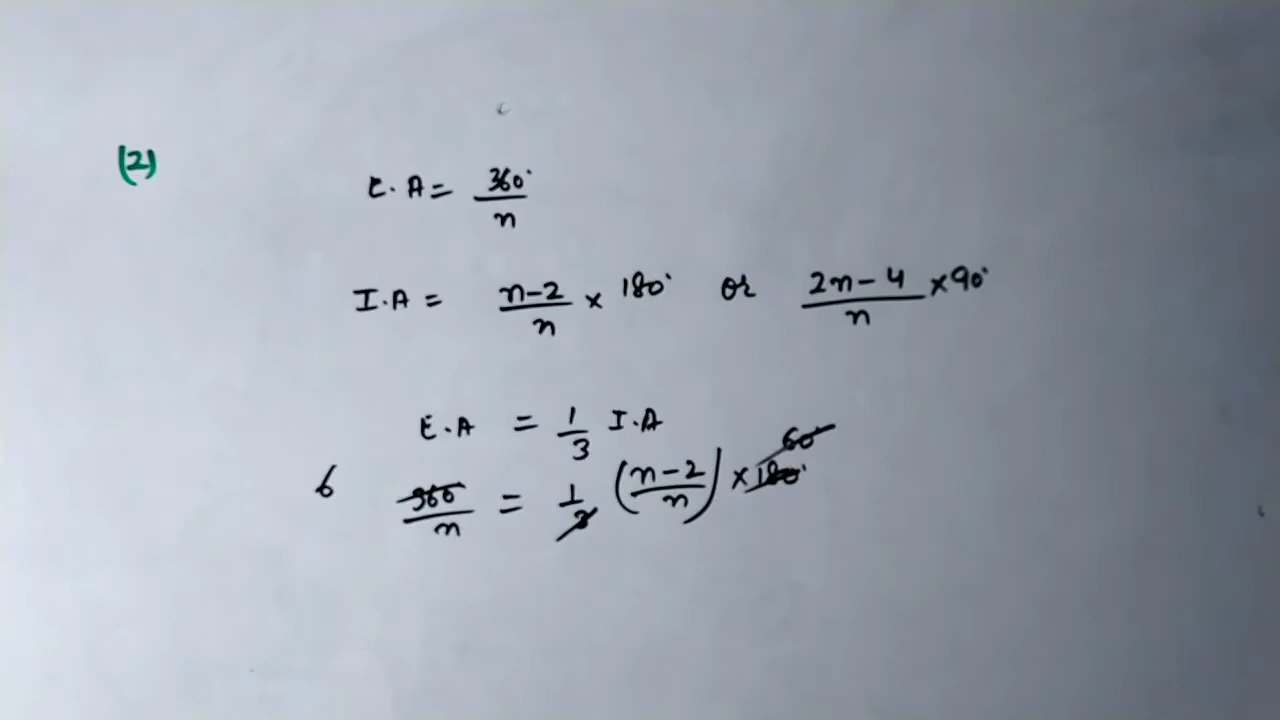 (2)
E.A = 360°/n
I.A = n-2/n × 180° or 2n-4/n × 90°
E.A = 1/3 I.A
60°
6 360/n = 1/3 (n-2/n) × 180°